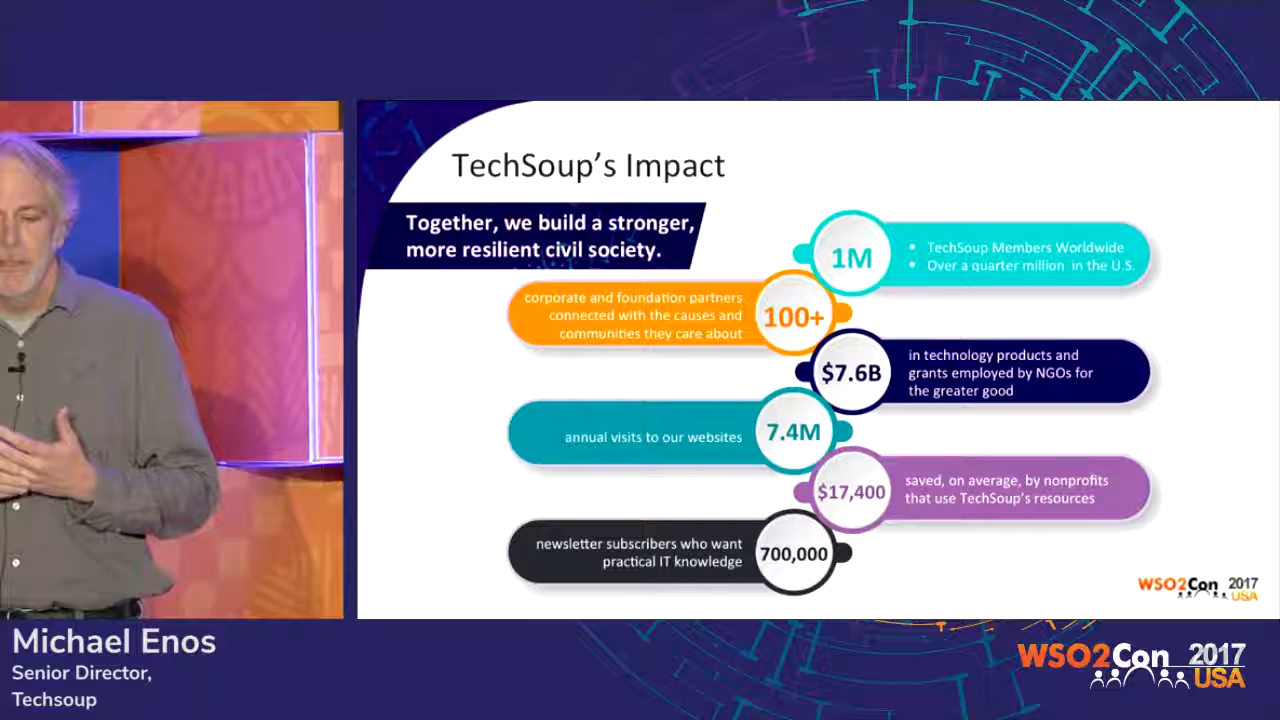 TechSoup's Impact
Together, we build a stronger,
more resilient civil society.
1M
• TechSoup Members Worldwide
• Over a quarter million in the U.S.
corporate and foundation partners
connected with the causes and
communities they care about
100+
$7.6B
in technology products and
grants employed by NGOs for
the greater good
annual visits to our websites
7.4M
$17,400
saved, on average, by nonprofits
that use TechSoup's resources
newsletter subscribers who want
practical IT knowledge
700,000
WSO2Con 2017
USA
Michael Enos
Senior Director,
Techsoup
WSO2Con 2017
USA